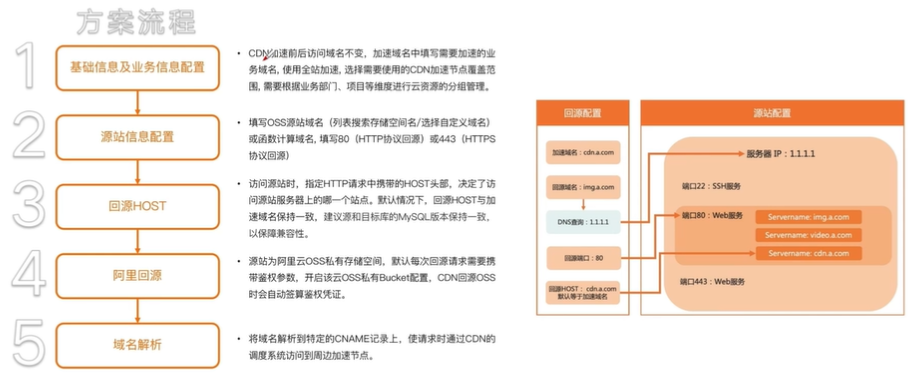 方案流程
1
基础信息及业务信息配置
• CDN加速前后访问域名不变，加速域名中填写需要加速的业
务域名, 使用全站加速, 选择需要使用的CDN加速节点覆盖范
围, 需要根据业务部门、项目等维度进行云资源的分组管理。
2
源站信息配置
• 填写OSS源站域名（列表搜索存储空间名/选择自定义域名）
或函数计算域名, 填写80（HTTP协议回源）或443（HTTPS
协议回源）
3
回源HOST
• 访问源站时，指定HTTP请求中携带的HOST头部，决定了访
问源站服务器上的哪一个站点。默认情况下，回源HOST与
加速域名保持一致，建议源和目标库的MySQL版本保持一致，
以保障兼容性。
4
阿里回源
• 源站为阿里云OSS私有存储空间，默认每次回源请求需要携
带鉴权参数，开启该云OSS私有Bucket配置，CDN回源OSS
时会自动签算鉴权凭证。
5
域名解析
• 将域名解析到特定的CNAME记录上，使请求时通过CDN的
调度系统访问到周边加速节点。
回源配置
加速域名：cdn.a.com
回源域名：img.a.com
DNS查询：1.1.1.1
回源端口：80
回源HOST：cdn.a.com
默认等于加速域名
源站配置
服务器 IP：1.1.1.1
端口22：SSH服务
端口80：Web服务
Servername: img.a.com
Servername: video.a.com
Servername: cdn.a.com
端口443：Web服务